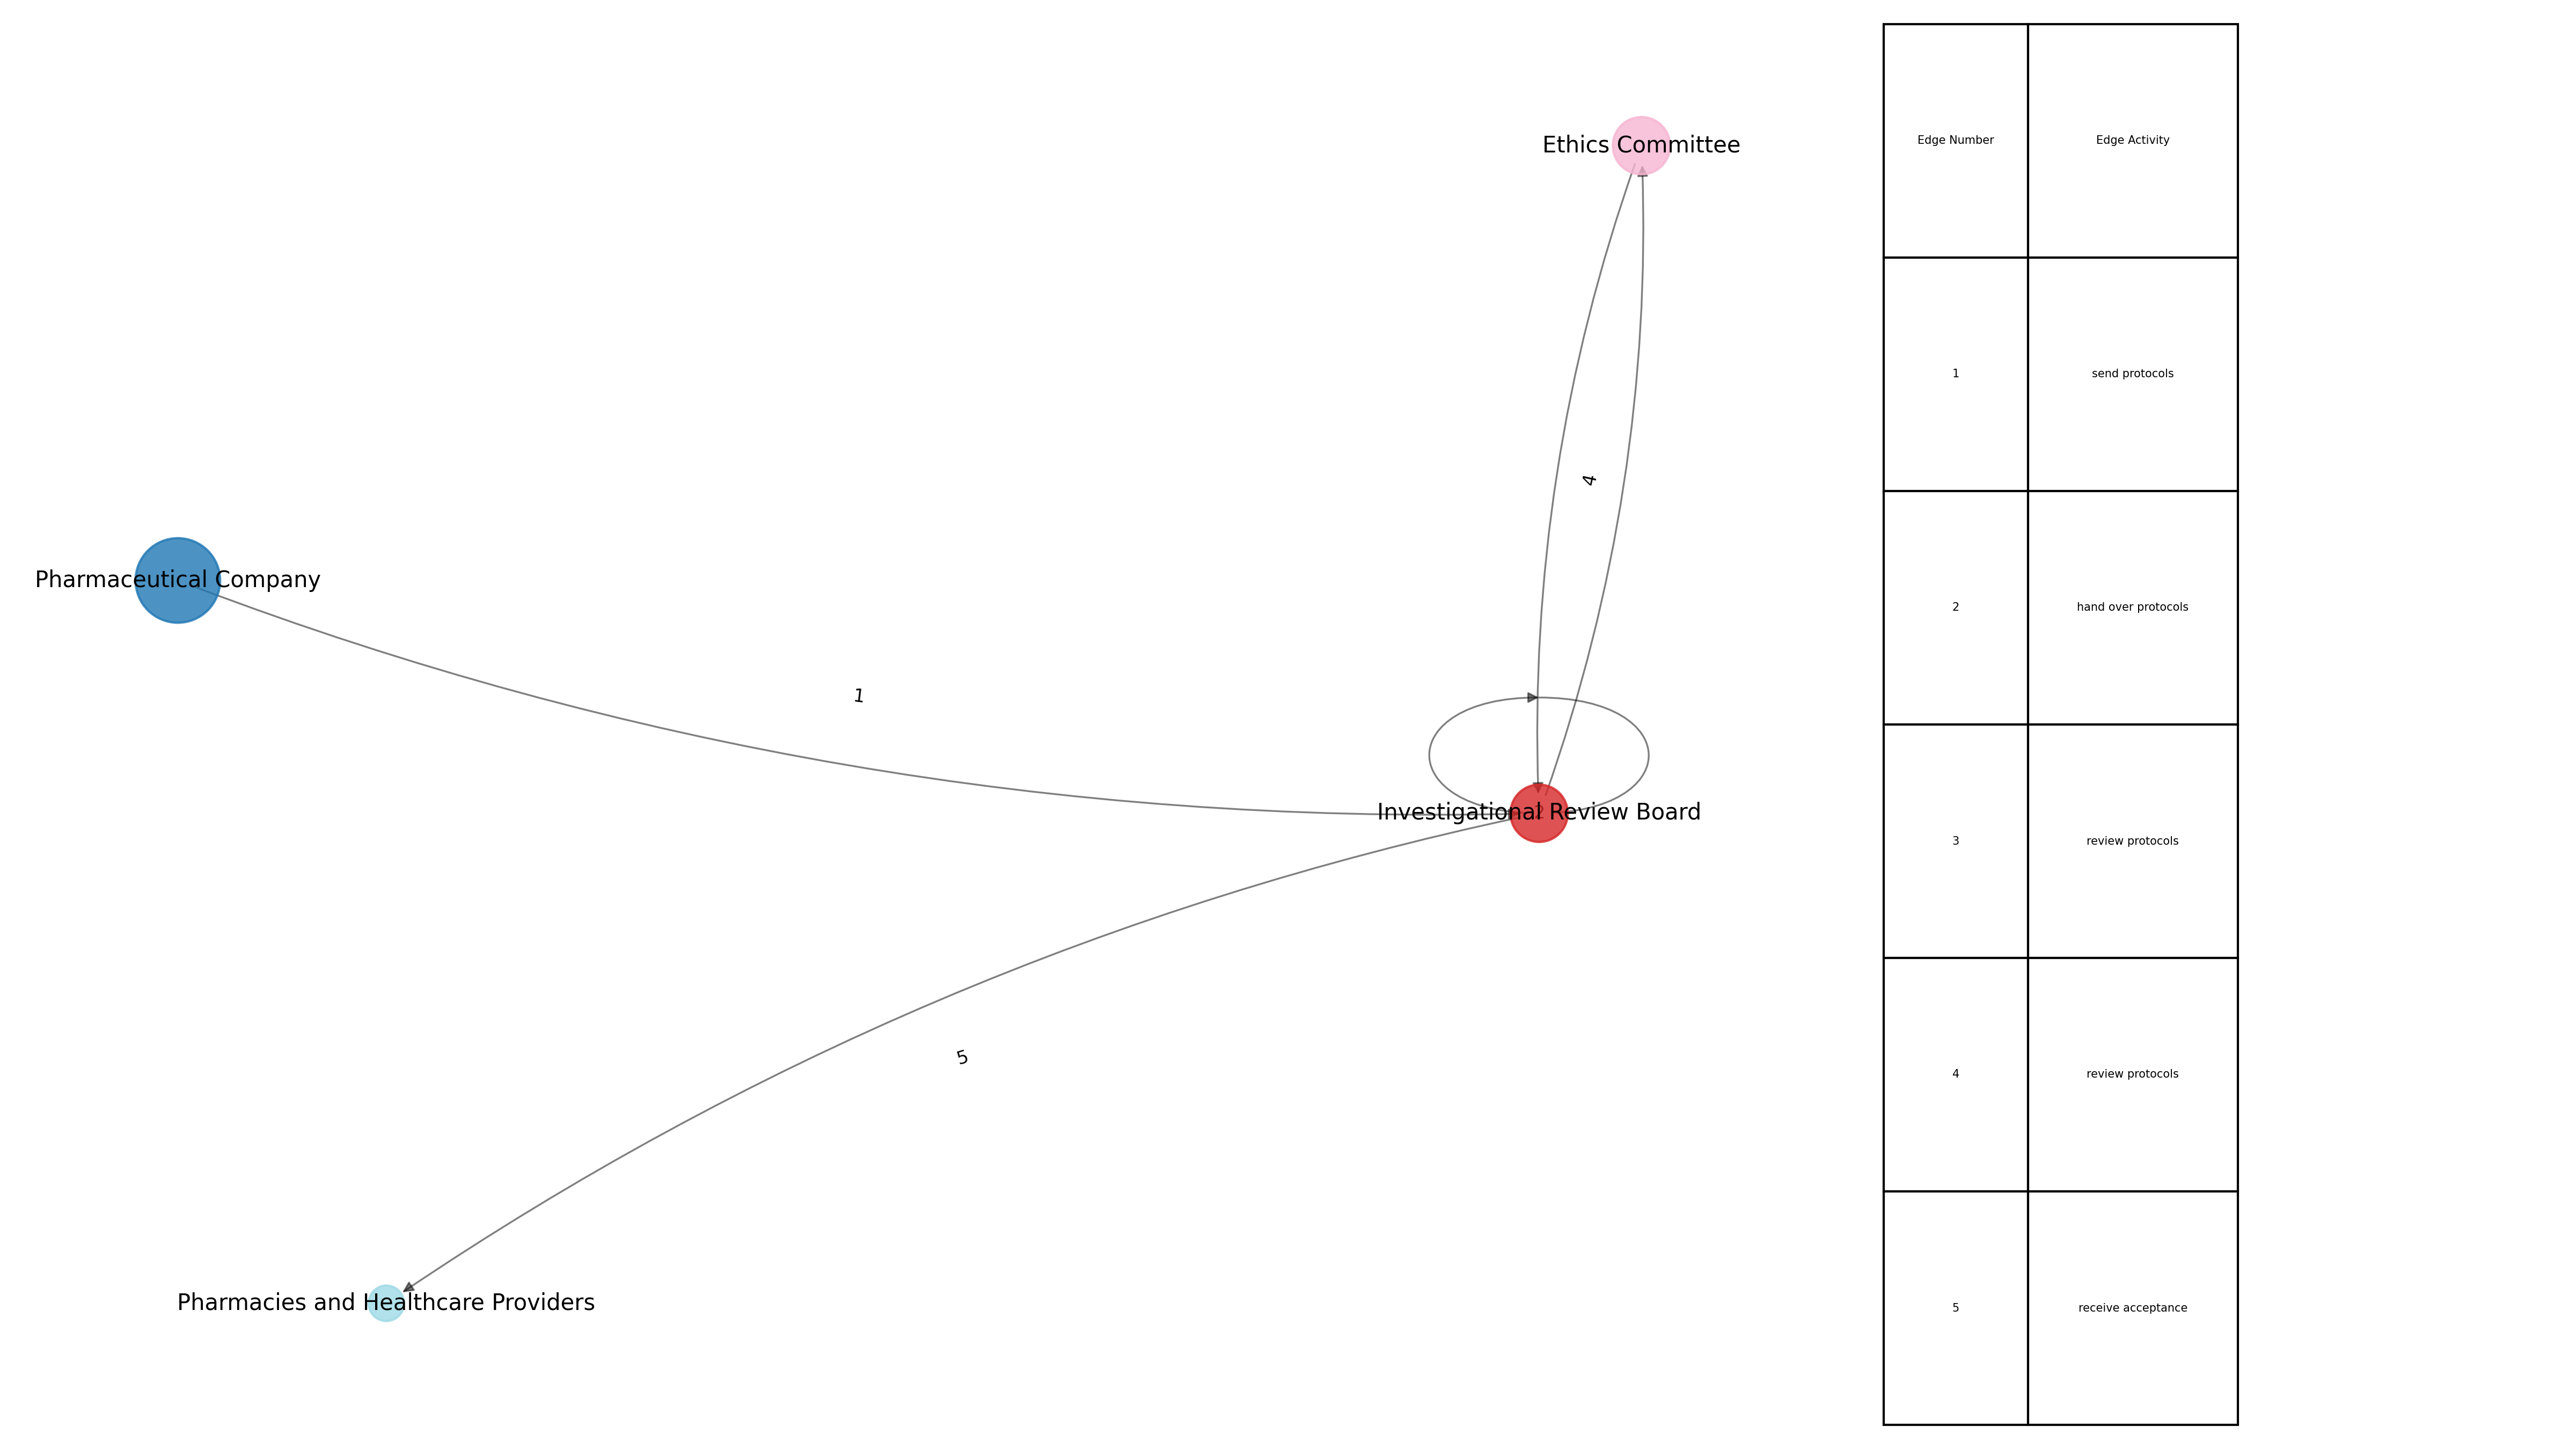 Ethics Committee
4
Pharmaceutical Company
1
Investigational Review Board
2
5
Pharmacies and Healthcare Providers
Edge Number Edge Activity
1 send protocols
2 hand over protocols
3 review protocols
4 review protocols
5 receive acceptance